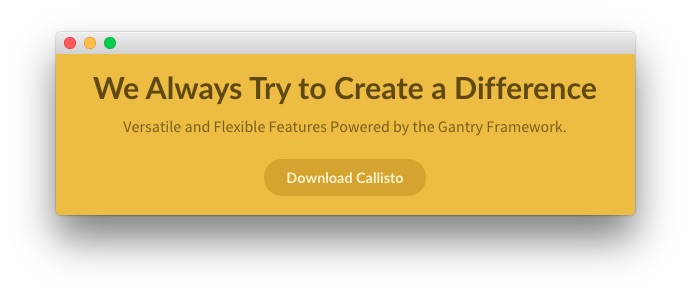 We Always Try to Create a Difference
Versatile and Flexible Features Powered by the Gantry Framework.
Download Callisto